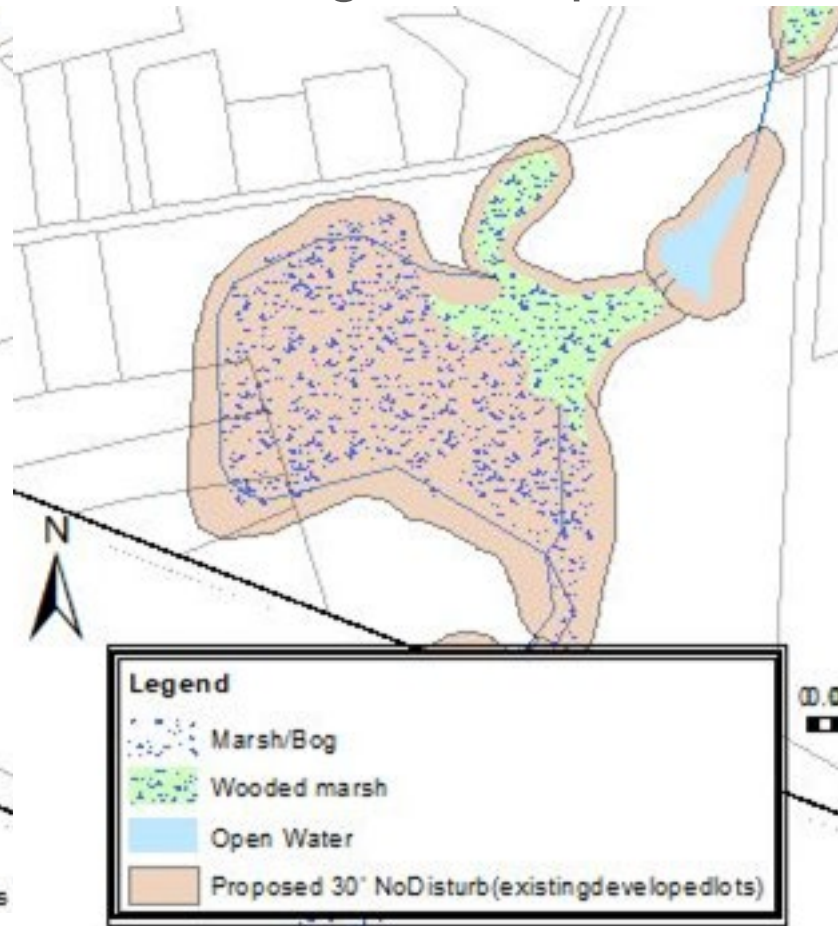 N
Legend
Marsh/Bog
Wooded marsh
Open Water
Proposed 30' NoDisturb(existingdevelopedlots)